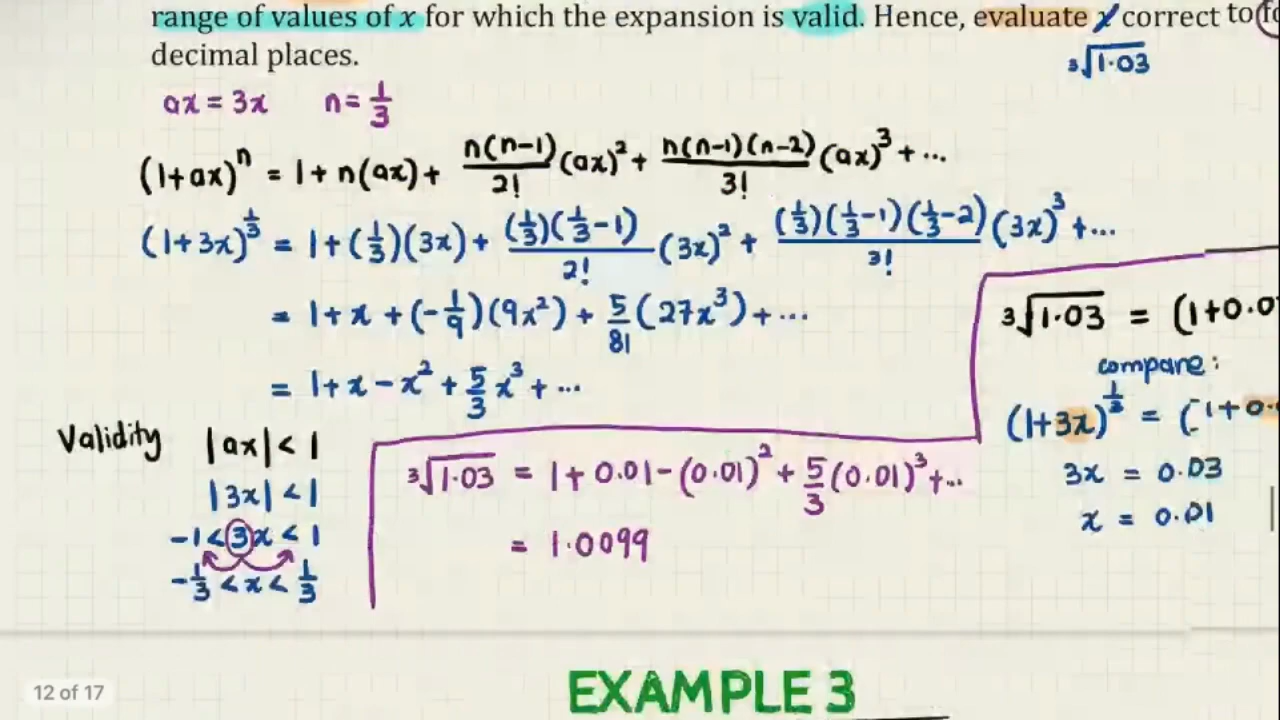 range of values of x for which the expansion is valid. Hence, evaluate x correct to
decimal places.
∛1.03
ax = 3x n = 1/3
(1+ax)^n = 1 + n(ax) + n(n-1)/2! (ax)² + n(n-1)(n-2)/3! (ax)³ + ...
(1+3x)^(1/3) = 1 + (1/3)(3x) + (1/3)(1/3-1)/2! (3x)² + (1/3)(1/3-1)(1/3-2)/3! (3x)³ + ...
= 1 + x + (-1/9)(9x²) + 5/81 (27x³) + ...
= 1 + x - x² + 5/3 x³ + ...
Validity |ax| < 1
|3x| < 1
-1 < 3x < 1
-1/3 < x < 1/3
∛1.03 = 1 + 0.01 - (0.01)² + 5/3 (0.01)³ + ...
= 1.0099
∛1.03 = (1+0.0
compare:
(1+3x)^(1/3) = (1+0.
3x = 0.03
x = 0.01
EXAMPLE 3
12 of 17